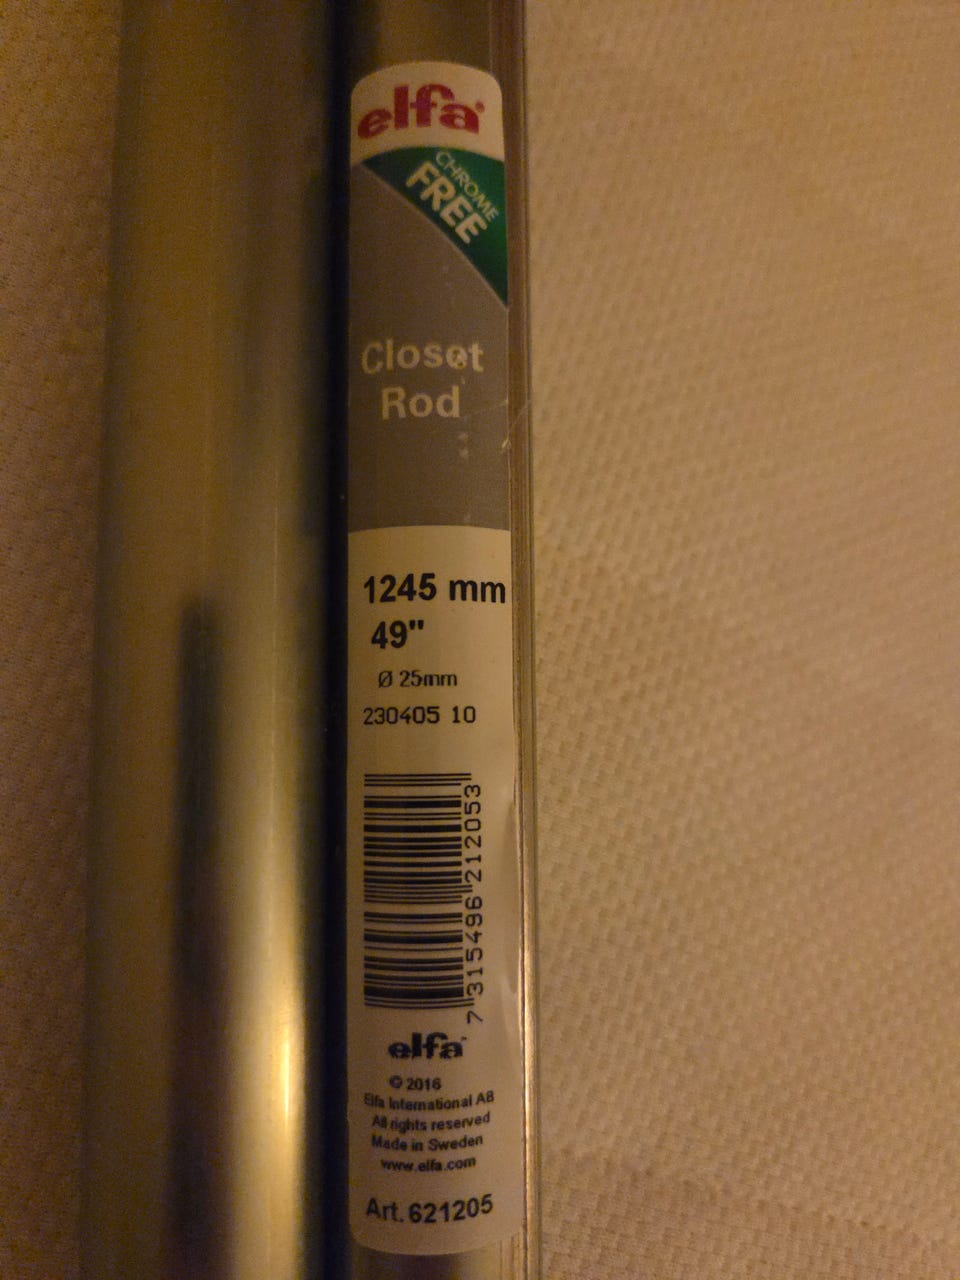 elfa®
CHROME
FREE
Closet
Rod
1245 mm
49"
Ø 25mm
230405 10
7 315496 212053
elfa™
© 2016
Elfa International AB
All rights reserved
Made in Sweden
www.elfa.com
Art. 621205